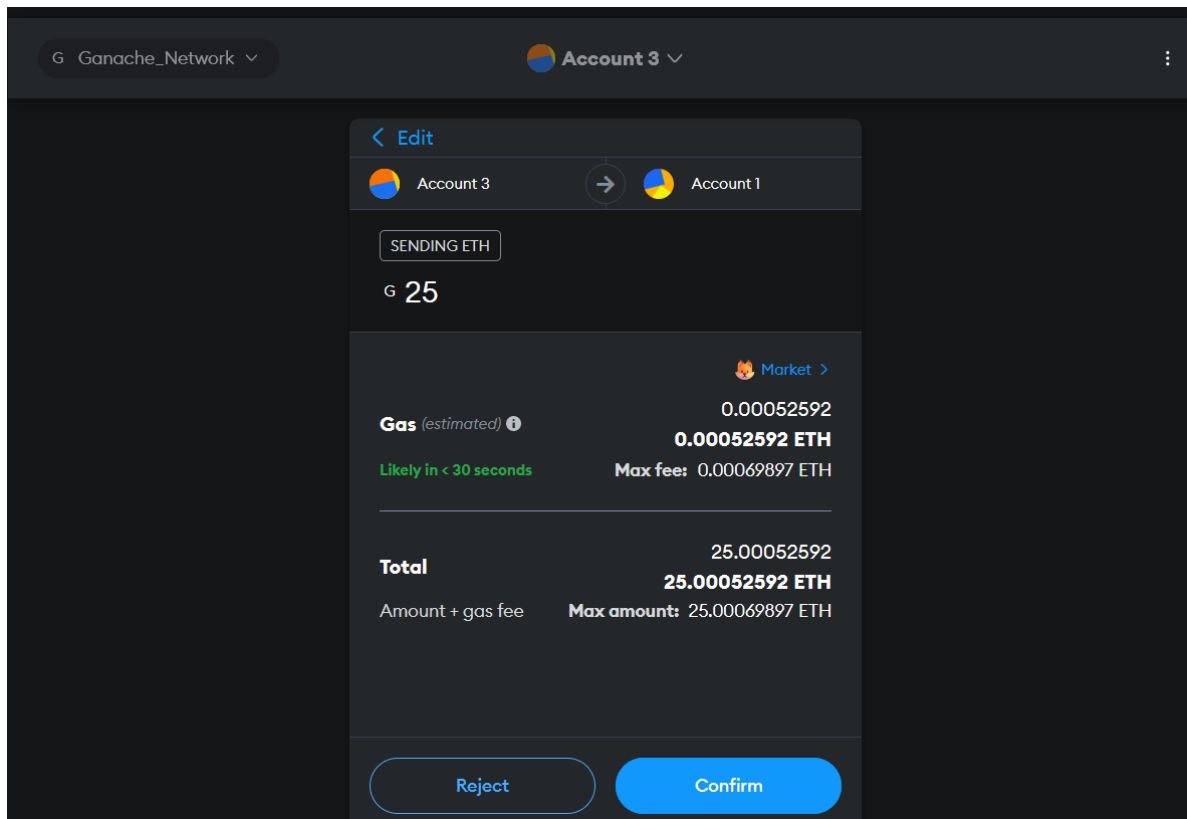 G Ganache_Network
Account 3
Edit
Account 3
Account 1
SENDING ETH
G 25
Market >
0.00052592
Gas (estimated)
0.00052592 ETH
Likely in < 30 seconds
Max fee: 0.00069897 ETH
25.00052592
Total
25.00052592 ETH
Amount + gas fee
Max amount: 25.00069897 ETH
Reject
Confirm